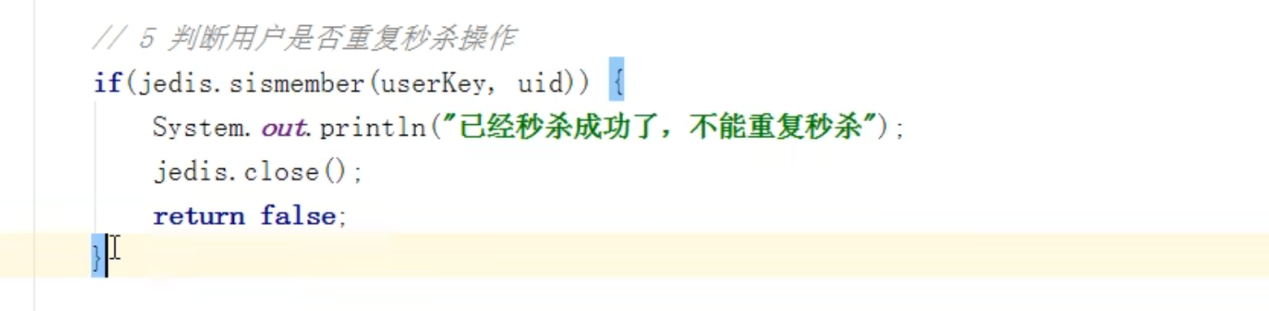 // 5 判断用户是否重复秒杀操作
if(jedis.sismember(userKey, uid)) {
System.out.println("已经秒杀成功了，不能重复秒杀");
jedis.close();
return false;
}